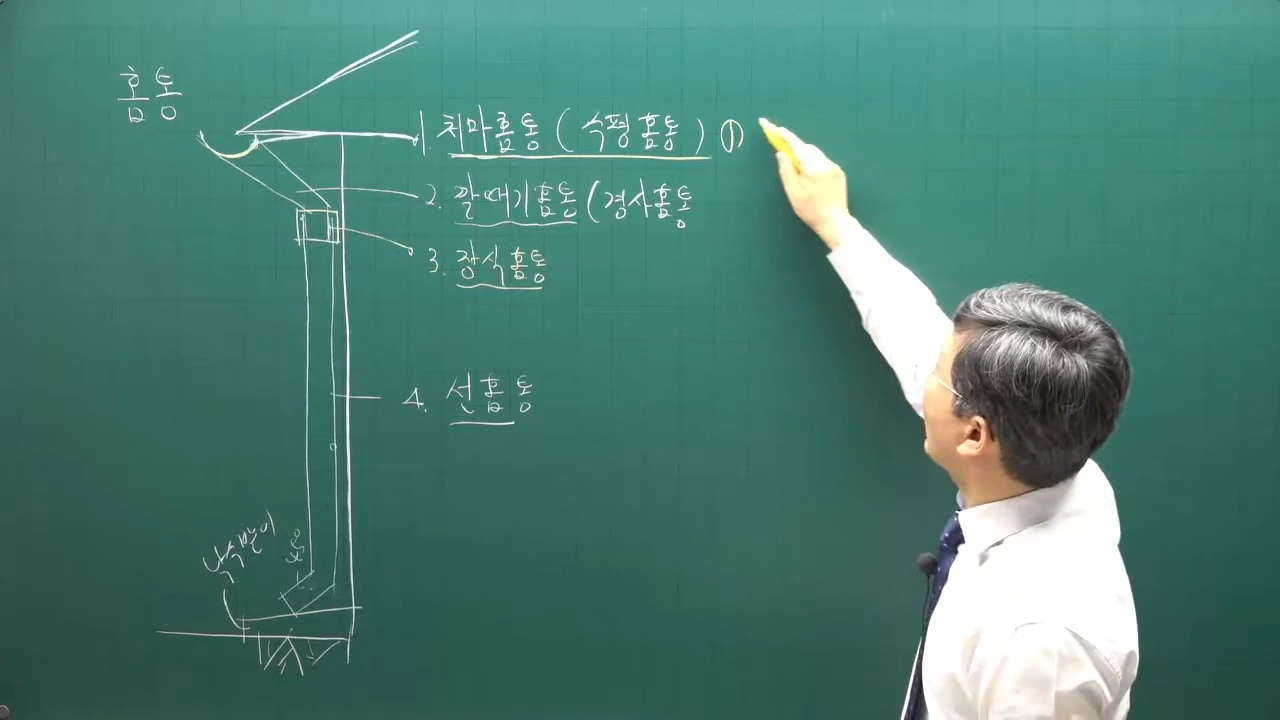 홈통
1. 처마홈통 ( 수평홈통 ) ①
2. 깔때기홈통 (경사홈통
3. 장식홈통
4. 선홈통
낙수받이